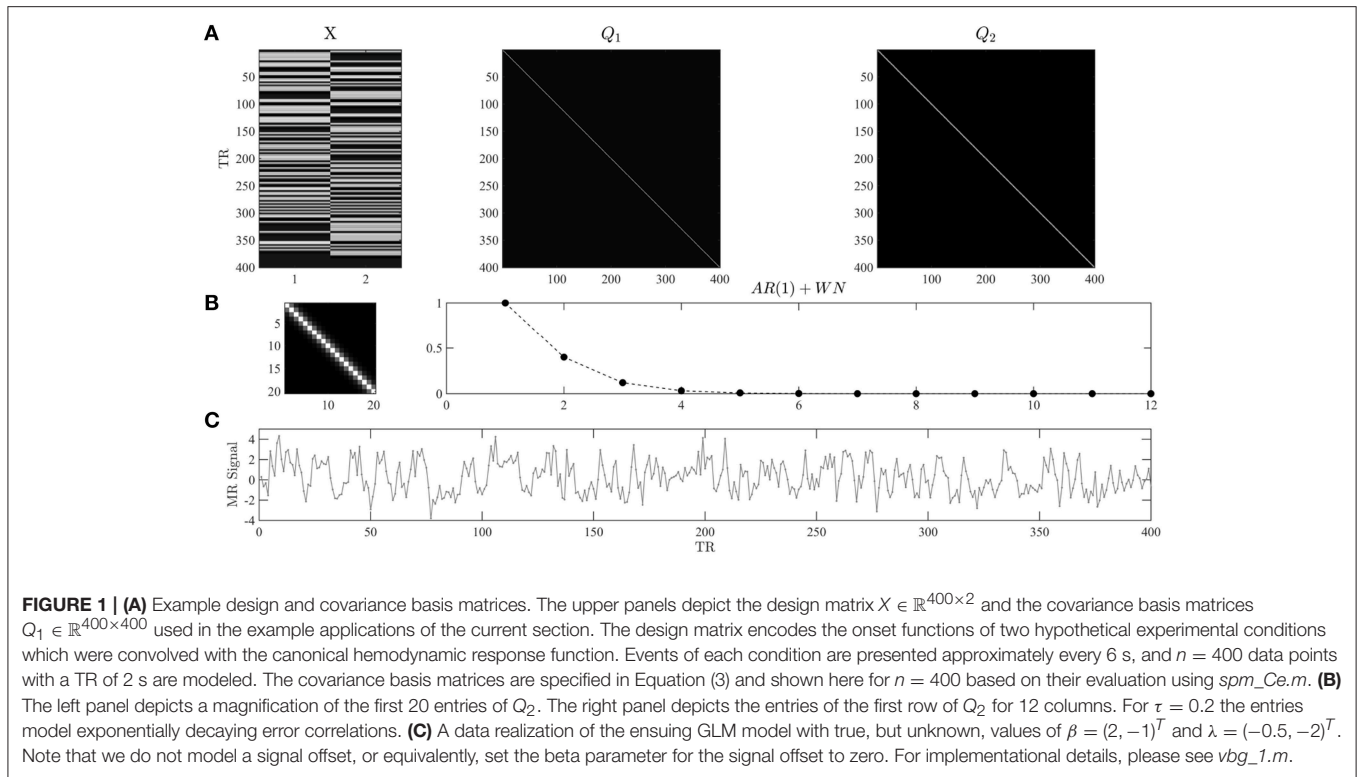 A
X
Q1
Q2
TR
50
100
150
200
250
300
350
400
1 2
50
100
150
200
250
300
350
400
100 200 300 400
50
100
150
200
250
300
350
400
100 200 300 400
B
5
10
15
20
10 20
AR(1) + WN
1
0.5
0
0 2 4 6 8 10 12
C
MR Signal
4
2
0
-2
-4
0 50 100 150 200 250 300 350 400
TR
FIGURE 1 | (A) Example design and covariance basis matrices. The upper panels depict the design matrix X ∈ ℝ^400×2 and the covariance basis matrices
Q1 ∈ ℝ^400×400 used in the example applications of the current section. The design matrix encodes the onset functions of two hypothetical experimental conditions
which were convolved with the canonical hemodynamic response function. Events of each condition are presented approximately every 6 s, and n = 400 data points
with a TR of 2 s are modeled. The covariance basis matrices are specified in Equation (3) and shown here for n = 400 based on their evaluation using spm_Ce.m. (B)
The left panel depicts a magnification of the first 20 entries of Q2. The right panel depicts the entries of the first row of Q2 for 12 columns. For τ = 0.2 the entries
model exponentially decaying error correlations. (C) A data realization of the ensuing GLM model with true, but unknown, values of β = (2, −1)^T and λ = (−0.5, −2)^T.
Note that we do not model a signal offset, or equivalently, set the beta parameter for the signal offset to zero. For implementational details, please see vbg_1.m.